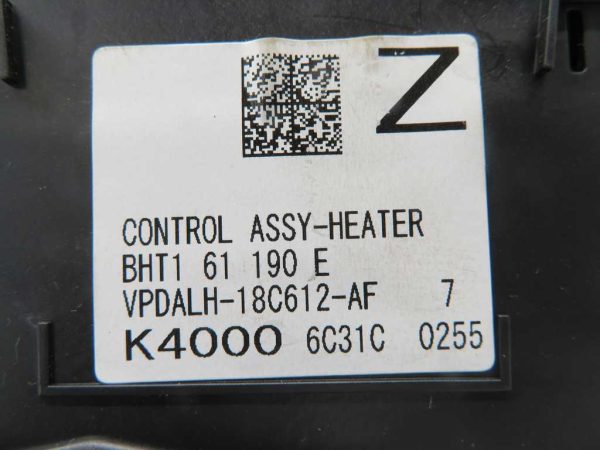 Z
CONTROL ASSY-HEATER
BHT1 61 190 E
VPDALH-18C612-AF 7
K4000 6C31C 0255